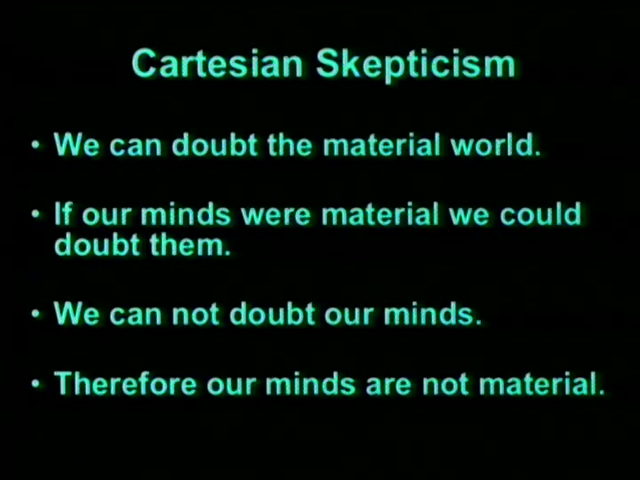 Cartesian Skepticism
• We can doubt the material world.
• If our minds were material we could
doubt them.
• We can not doubt our minds.
• Therefore our minds are not material.